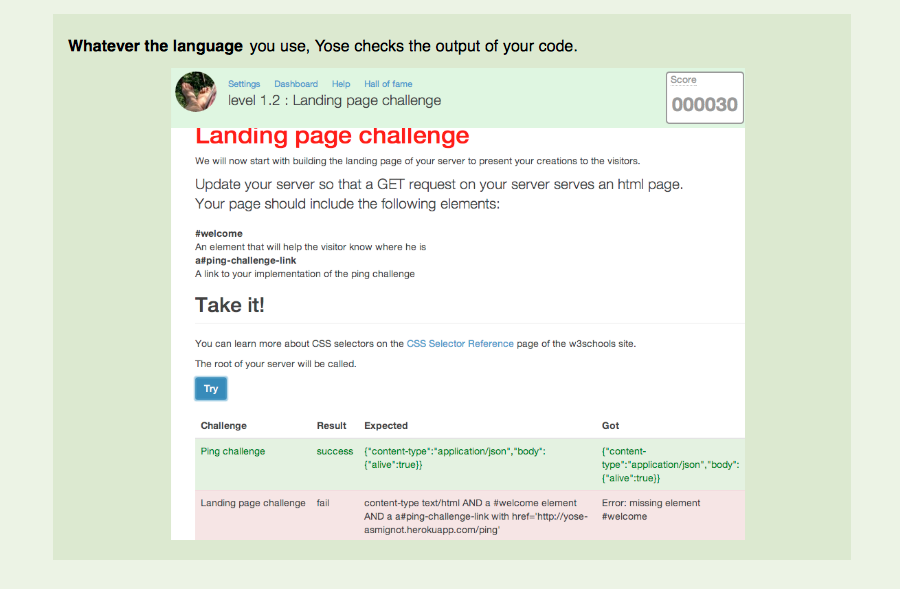 Whatever the language you use, Yose checks the output of your code.
Settings Dashboard Help Hall of fame
level 1.2 : Landing page challenge
Score
000030
Landing page challenge
We will now start with building the landing page of your server to present your creations to the visitors.
Update your server so that a GET request on your server serves an html page.
Your page should include the following elements:
#welcome
An element that will help the visitor know where he is
a#ping-challenge-link
A link to your implementation of the ping challenge
Take it!
You can learn more about CSS selectors on the CSS Selector Reference page of the w3schools site.
The root of your server will be called.
Try
Challenge Result Expected Got
Ping challenge success {"content-type":"application/json","body": {"content-
{"alive":true}} type":"application/json","body":
{"alive":true}}
Landing page challenge fail content-type text/html AND a #welcome element Error: missing element
AND a a#ping-challenge-link with href='http://yose- #welcome
asmignot.herokuapp.com/ping'